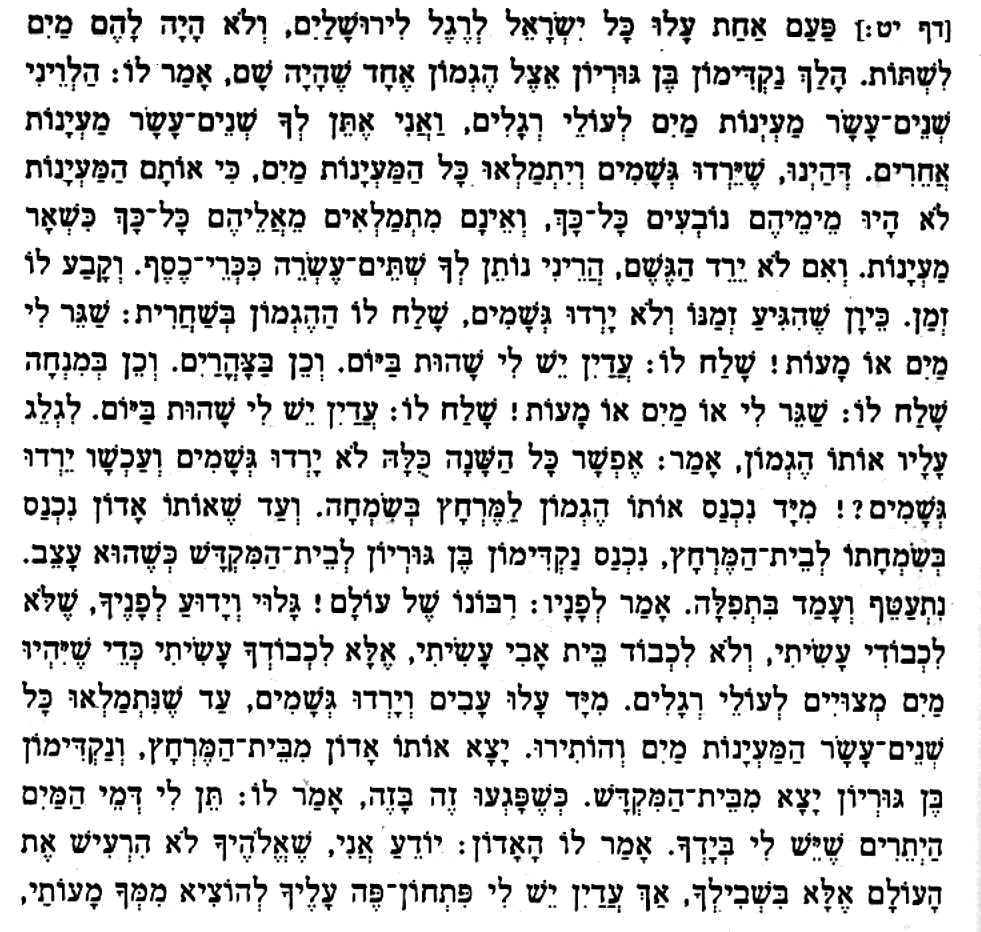 [דף יט:] פַּעַם אַחַת עָלוּ כָּל יִשְׂרָאֵל לְרֶגֶל לִירוּשָׁלַיִם, וְלֹא הָיָה לָהֶם מַיִם
לִשְׁתּוֹת. הָלַךְ נַקְדִּימוֹן בֶּן גּוּרְיוֹן אֵצֶל הֶגְמוֹן אֶחָד שֶׁהָיָה שָׁם, אָמַר לוֹ: הַלְוֵינִי
שְׁנֵים־עָשָׂר מַעְיְנוֹת מַיִם לְעוֹלֵי רְגָלִים, וַאֲנִי אֶתֵּן לְךָ שְׁנֵים־עָשָׂר מַעְיָנוֹת
אֲחֵרִים. דְּהַיְנוּ, שֶׁיֵּרְדוּ גְּשָׁמִים וְיִתְמַלְאוּ כָּל הַמַּעְיָנוֹת מַיִם, כִּי אוֹתָם הַמַּעְיָנוֹת
לֹא הָיוּ מֵימֵיהֶם נוֹבְעִים כָּל־כָּךְ, וְאֵינָם מִתְמַלְאִים מֵאֲלֵיהֶם כָּל־כָּךְ כִּשְׁאָר
מַעְיָנוֹת. וְאִם לֹא יֵרֵד הַגֶּשֶׁם, הֲרֵינִי נוֹתֵן לְךָ שְׁתֵּים־עֶשְׂרֵה כִּכְּרֵי־כֶסֶף. וְקָבַע לוֹ
זְמַן. כֵּיוָן שֶׁהִגִּיעַ זְמַנּוֹ וְלֹא יָרְדוּ גְּשָׁמִים, שָׁלַח לוֹ הַהֶגְמוֹן בְּשַׁחֲרִית: שַׁגֵּר לִי
מַיִם אוֹ מָעוֹת! שָׁלַח לוֹ: עֲדַיִן יֵשׁ לִי שָׁהוּת בַּיּוֹם. וְכֵן בַּצָּהֳרַיִם. וְכֵן בְּמִנְחָה
שָׁלַח לוֹ: שַׁגֵּר לִי אוֹ מַיִם אוֹ מָעוֹת! שָׁלַח לוֹ: עֲדַיִן יֵשׁ לִי שָׁהוּת בַּיּוֹם. לִגְלֵג
עָלָיו אוֹתוֹ הֶגְמוֹן, אָמַר: אֶפְשָׁר כָּל הַשָּׁנָה כֻּלָּהּ לֹא יָרְדוּ גְּשָׁמִים וְעַכְשָׁו יֵרְדוּ
גְּשָׁמִים?! מִיָּד נִכְנַס אוֹתוֹ הֶגְמוֹן לַמֶּרְחָץ בְּשִׂמְחָה. וְעַד שֶׁאוֹתוֹ אָדוֹן נִכְנַס
בְּשִׂמְחָתוֹ לְבֵית־הַמֶּרְחָץ, נִכְנַס נַקְדִּימוֹן בֶּן גּוּרְיוֹן לְבֵית־הַמִּקְדָּשׁ כְּשֶׁהוּא עָצֵב.
נִתְעַטֵּף וְעָמַד בִּתְפִלָּה. אָמַר לְפָנָיו: רִבּוֹנוֹ שֶׁל עוֹלָם! גָּלוּי וְיָדוּעַ לְפָנֶיךָ, שֶׁלֹּא
לִכְבוֹדִי עָשִׂיתִי, וְלֹא לִכְבוֹד בֵּית אָבִי עָשִׂיתִי, אֶלָּא לִכְבוֹדְךָ עָשִׂיתִי כְּדֵי שֶׁיִּהְיוּ
מַיִם מְצוּיִים לְעוֹלֵי רְגָלִים. מִיָּד עָלוּ עָבִים וְיָרְדוּ גְּשָׁמִים, עַד שֶׁנִּתְמַלְאוּ כָּל
שְׁנֵים־עָשָׂר הַמַּעְיָנוֹת מַיִם וְהוֹתִירוּ. יָצָא אוֹתוֹ אָדוֹן מִבֵּית־הַמֶּרְחָץ, וְנַקְדִּימוֹן
בֶּן גּוּרְיוֹן יָצָא מִבֵּית־הַמִּקְדָּשׁ. כְּשֶׁפָּגְעוּ זֶה בָּזֶה, אָמַר לוֹ: תֵּן לִי דְּמֵי הַמַּיִם
הַיְתֵרִים שֶׁיֵּשׁ לִי בְּיָדְךָ. אָמַר לוֹ הָאָדוֹן: יוֹדֵעַ אֲנִי, שֶׁאֱלֹהֶיךָ לֹא הִרְעִישׁ אֶת
הָעוֹלָם אֶלָּא בִּשְׁבִילְךָ, אַךְ עֲדַיִן יֵשׁ לִי פִּתְחוֹן־פֶּה עָלֶיךָ לְהוֹצִיא מִמְּךָ מָעוֹתַי,